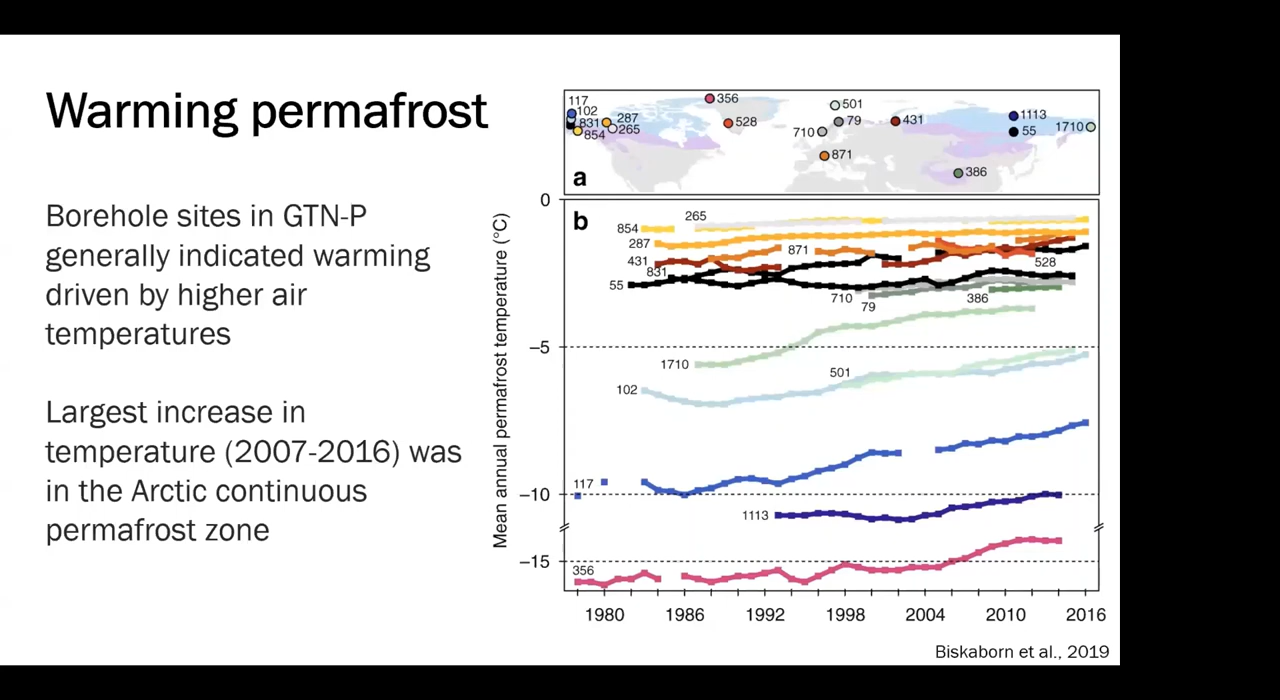 Warming permafrost
Borehole sites in GTN-P
generally indicated warming
driven by higher air
temperatures
Largest increase in
temperature (2007-2016) was
in the Arctic continuous
permafrost zone
117
102
831
854
287
265
356
528
710
501
79
871
431
386
1113
55
1710
a
b
Mean annual permafrost temperature (°C)
0
−5
−10
−15
265
854
287
431
831
55
871
528
710
79
386
1710
102
501
117
1113
356
1980 1986 1992 1998 2004 2010 2016
Biskaborn et al., 2019